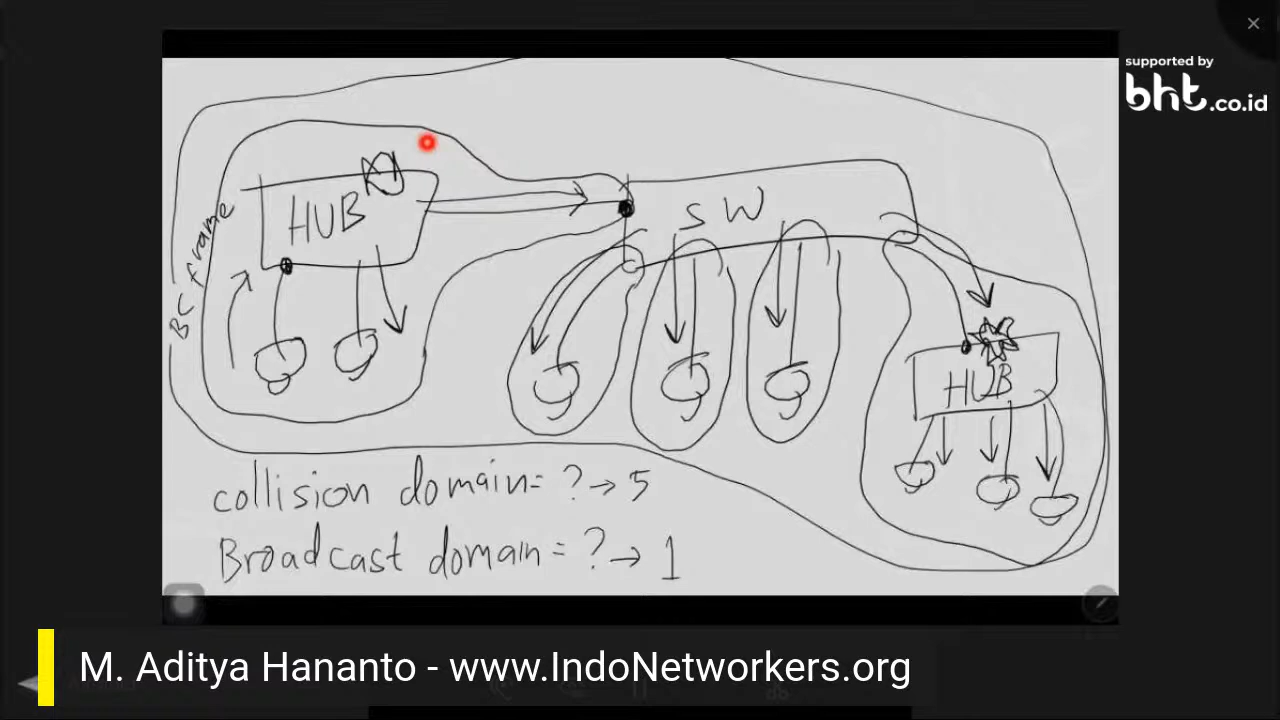 supported by
bht.co.id
HUB
SW
BC frame
HUB
collision domain = ? → 5
Broadcast domain = ? → 1
M. Aditya Hananto - www.IndoNetworkers.org